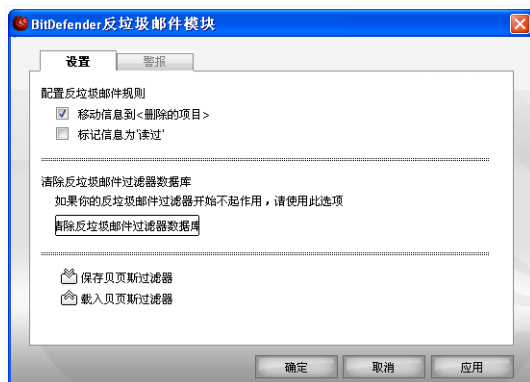 BitDefender反垃圾邮件模块
设置
警报
配置反垃圾邮件规则
移动信息到<删除的项目>
标记信息为'读过'
清除反垃圾邮件过滤器数据库
如果你的反垃圾邮件过滤器开始不起作用，请使用此选项
清除反垃圾邮件过滤器数据库
保存贝页斯过滤器
载入贝页斯过滤器
确定
取消
应用